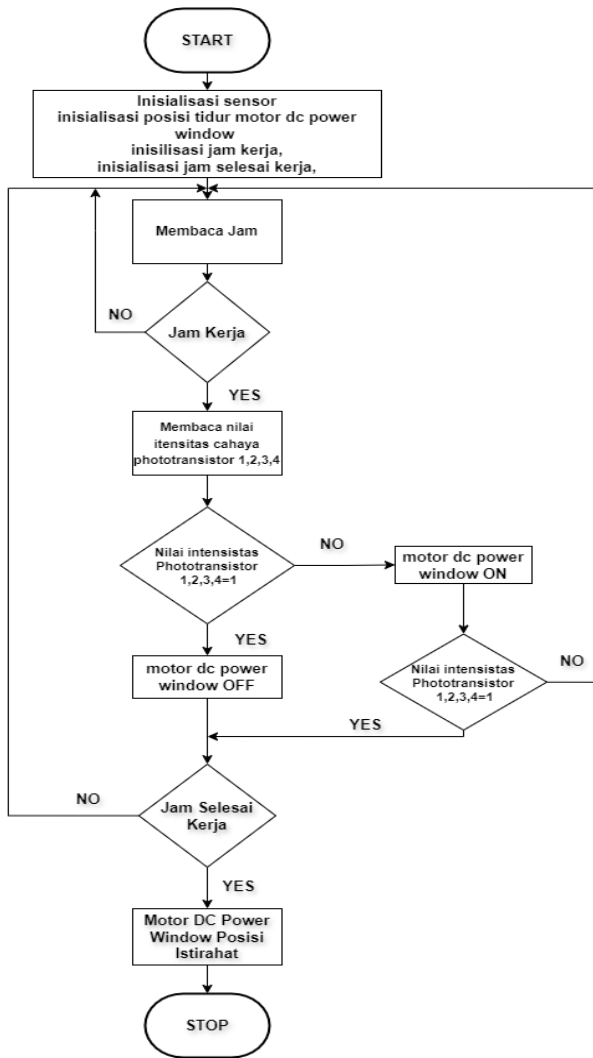 START
Inisialisasi sensor
inisialisasi posisi tidur motor dc power
window
inisilisasi jam kerja,
inisialisasi jam selesai kerja,
Membaca Jam
NO
Jam Kerja
YES
Membaca nilai
itensitas cahaya
phototransistor 1,2,3,4
Nilai intensistas
Phototransistor
1,2,3,4=1
NO
motor dc power
window ON
YES
motor dc power
window OFF
Nilai intensistas
Phototransistor
1,2,3,4=1
NO
YES
NO
Jam Selesai
Kerja
YES
Motor DC Power
Window Posisi
Istirahat
STOP